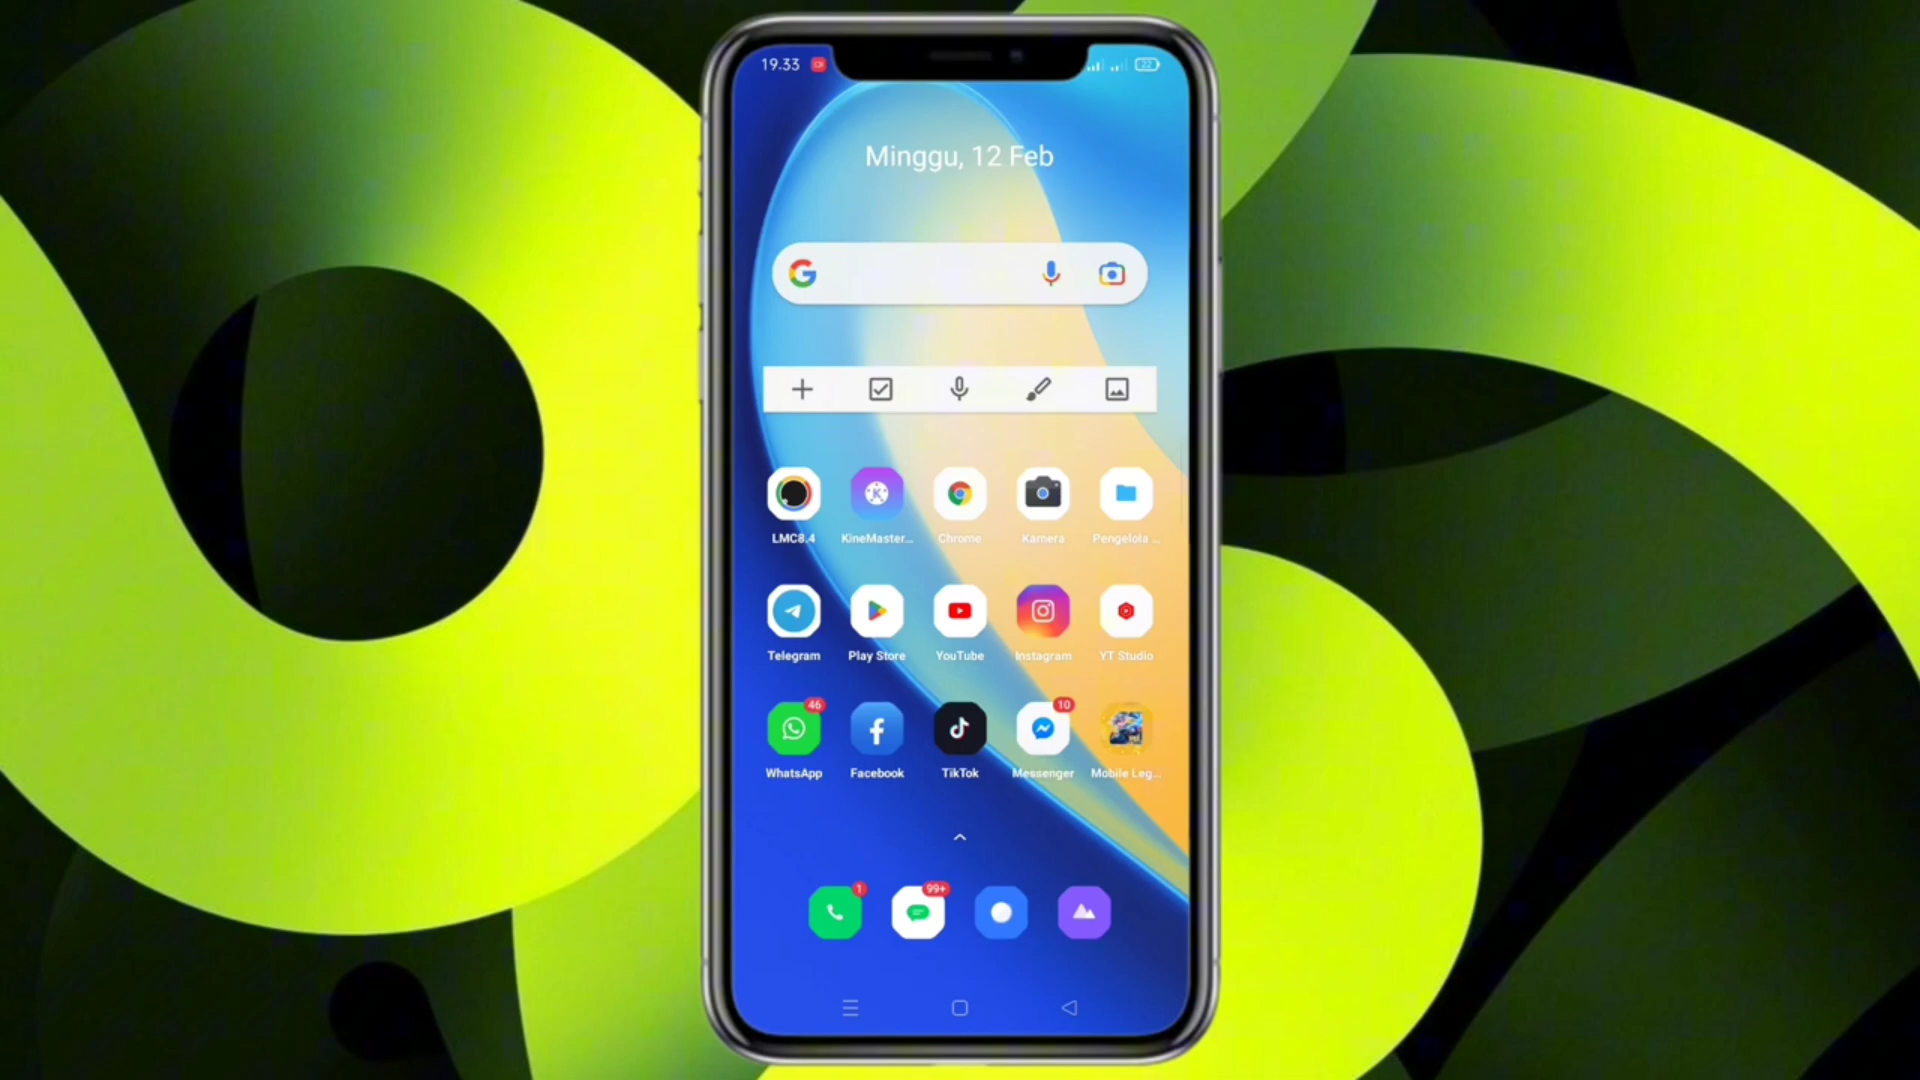 19.33
22
Minggu, 12 Feb
LMC8.4
KineMaster...
Chrome
Kamera
Pengelola ...
Telegram
Play Store
YouTube
Instagram
YT Studio
46
10
WhatsApp
Facebook
TikTok
Messenger
Mobile Leg...
1
99+